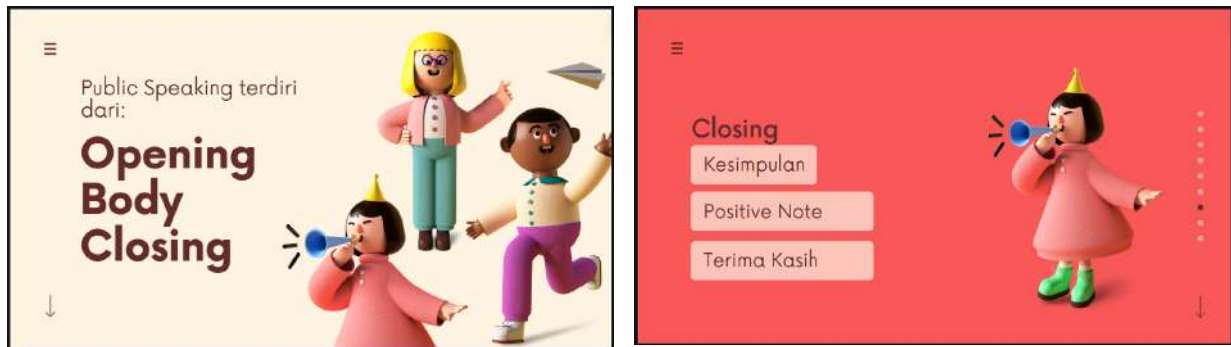 Public Speaking terdiri
dari:
Opening
Body
Closing
Closing
Kesimpulan
Positive Note
Terima Kasih